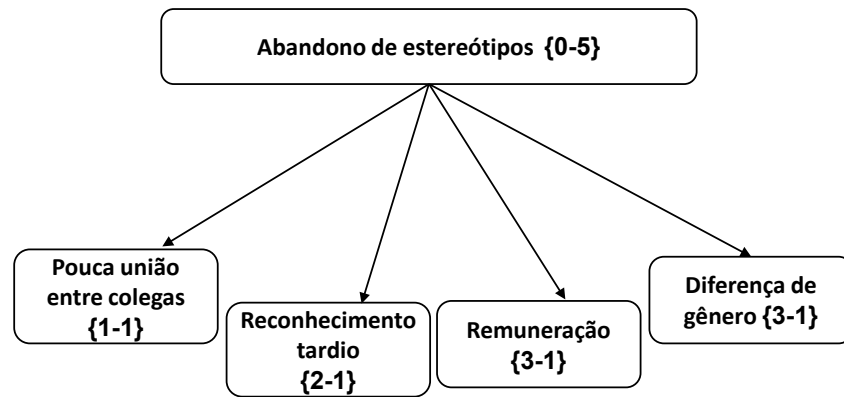 Abandono de estereótipos {0-5}
Pouca união
entre colegas
{1-1}
Reconhecimento
tardio
{2-1}
Remuneração
{3-1}
Diferença de
gênero {3-1}